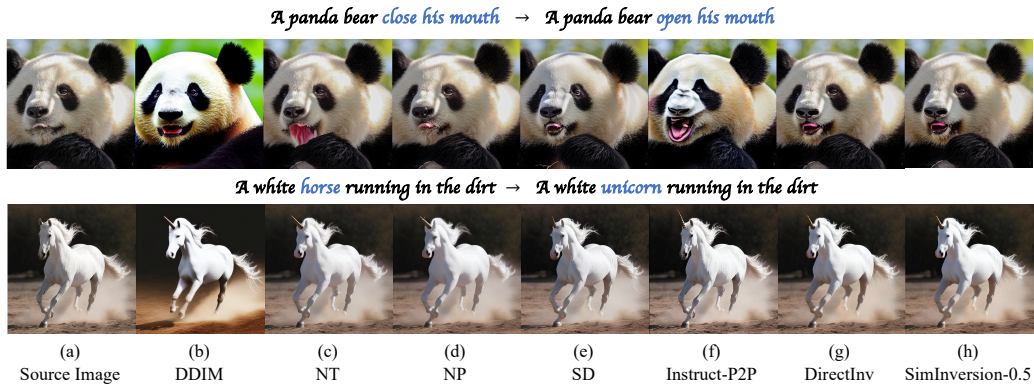 A panda bear close his mouth → A panda bear open his mouth
A white horse running in the dirt → A white unicorn running in the dirt
(a) (b) (c) (d) (e) (f) (g) (h)
Source Image DDIM NT NP SD Instruct-P2P DirectInv SimInversion-0.5